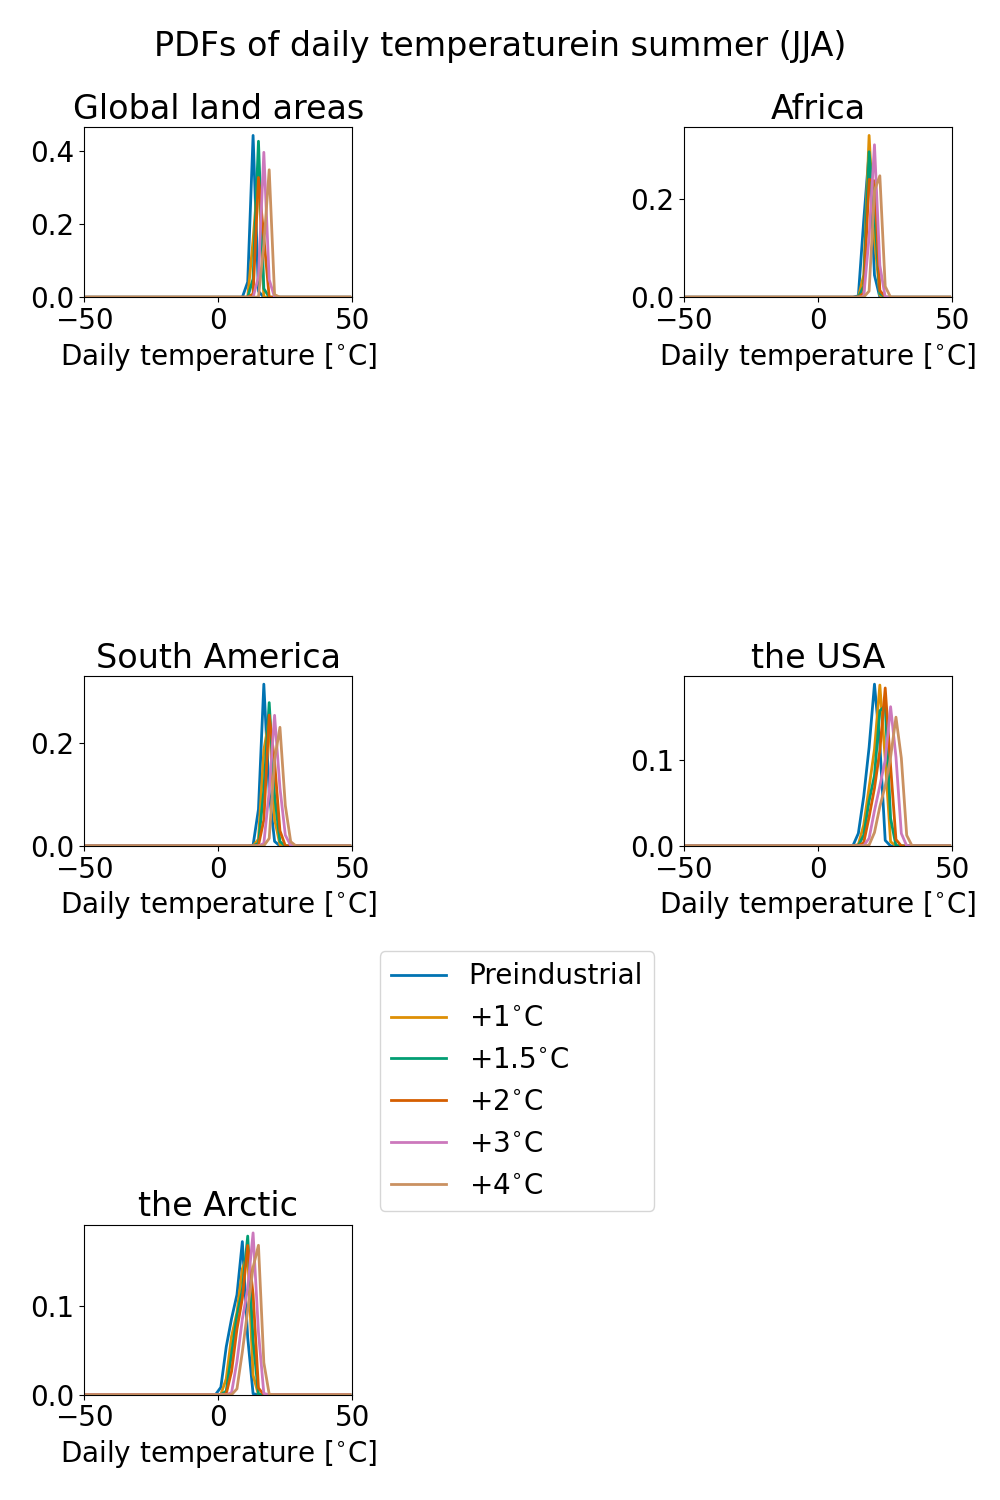 PDFs of daily temperaturein summer (JJA)
Global land areas
0.4
0.2
0.0
−50 0 50
Daily temperature [°C]
Africa
0.2
0.0
−50 0 50
Daily temperature [°C]
South America
0.2
0.0
−50 0 50
Daily temperature [°C]
the USA
0.1
0.0
−50 0 50
Daily temperature [°C]
Preindustrial
+1°C
+1.5°C
+2°C
+3°C
+4°C
the Arctic
0.1
0.0
−50 0 50
Daily temperature [°C]